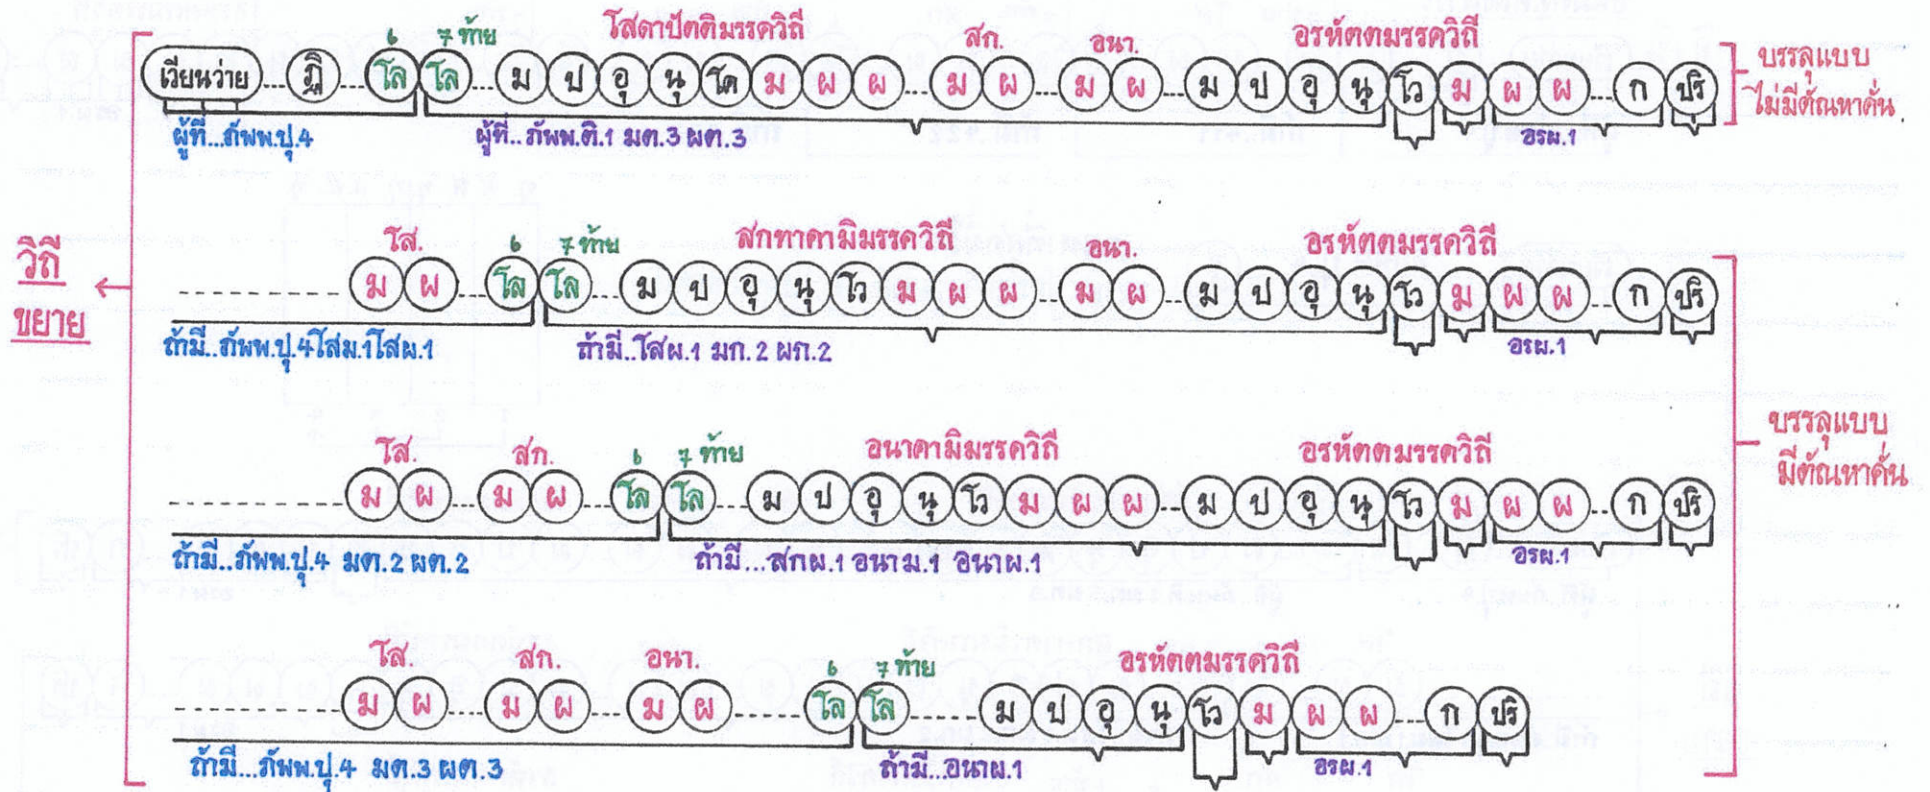 6 7 ท้าย โสดาปัตติมรรควิถี สก. อนา. อรหัตตมรรควิถี
เวียนว่าย ฏิ โล โล ม ป อุ นุ โค ม ผ ผ ม ผ ม ผ ม ป อุ นุ โว ม ผ ผ ก ปริ
ผู้ที่...ภัพพ.ปุ.4 ผู้ที่..ภัพพ.ติ.1 มต.3 ผต.3 อรผ.1
บรรลุแบบ
ไม่มีตัณหาคั่น
วิถี
ขยาย
โส. 6 7 ท้าย สกทาคามิมรรควิถี อนา. อรหัตตมรรควิถี
ม ผ โล โล ม ป อุ นุ โว ม ผ ผ ม ผ ม ป อุ นุ โว ม ผ ผ ก ปริ
ถ้ามี..ภัพพ.ปุ.4โสม.1โสผ.1 ถ้ามี..โสผ.1 มก.2 ผก.2 อรผ.1
โส. สก. 6 7 ท้าย อนาคามิมรรควิถี อรหัตตมรรควิถี
ม ผ ม ผ โล โล ม ป อุ นุ โว ม ผ ผ ม ป อุ นุ โว ม ผ ผ ก ปริ
ถ้ามี..ภัพพ.ปุ.4 มต.2 ผต.2 ถ้ามี...สกผ.1 อนาม.1 อนาผ.1 อรผ.1
บรรลุแบบ
มีตัณหาคั่น
โส. สก. อนา. 6 7 ท้าย อรหัตตมรรควิถี
ม ผ ม ผ ม ผ โล โล ม ป อุ นุ โว ม ผ ผ ก ปริ
ถ้ามี...ภัพพ.ปุ.4 มต.3 ผต.3 ถ้ามี...อนาผ.1 อรผ.1